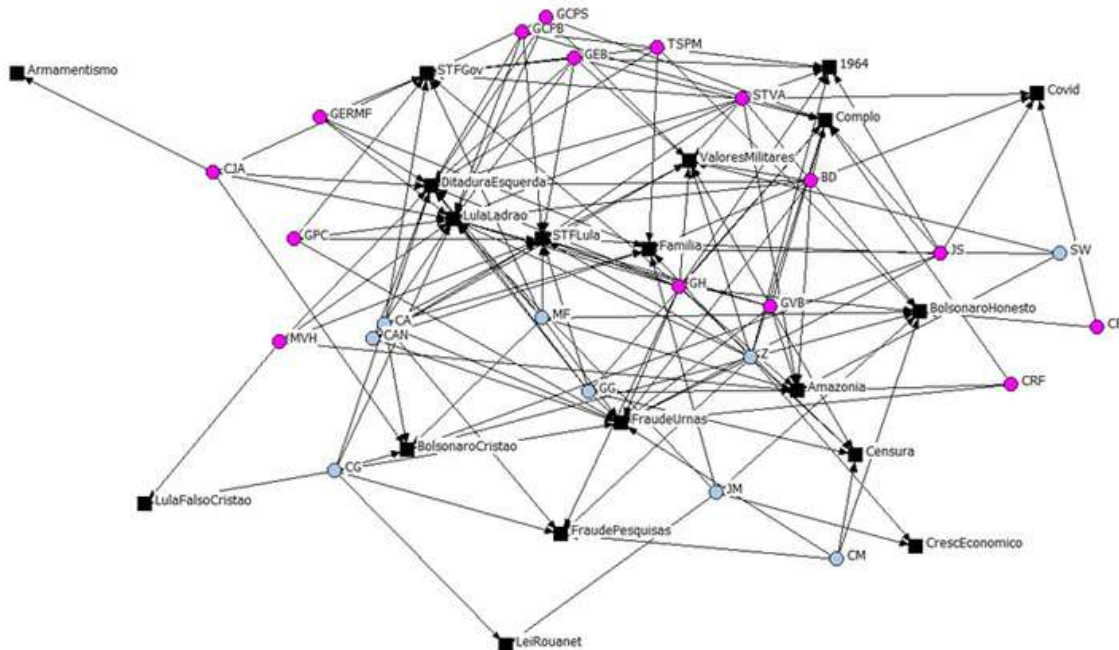 GCPS
GCPB
GEB
TSPM
Armamentismo
STFGov
1964
Covid
STVA
Complo
GERMF
ValoresMilitares
CJA
DitaduraEsquerda
BD
LulaLadrao
GPC
STFLula
Familia
JS
SW
GH
GVB
BolsonaroHonesto
CA
MF
CAN
MVH
Z
GG
Amazonia
CRF
FraudeUrnas
BolsonaroCristao
Censura
CG
JM
LulaFalsoCristao
FraudePesquisas
CrescEconomico
CM
LeiRouanet